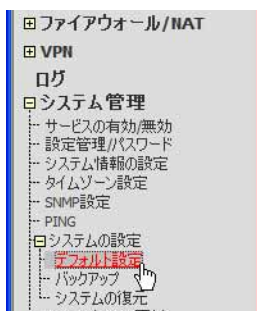 ファイアウォール/NAT
VPN
ログ
システム管理
サービスの有効/無効
設定管理/パスワード
システム情報の設定
タイムゾーン設定
SNMP設定
PING
システムの設定
デフォルト設定
バックアップ
システムの復元